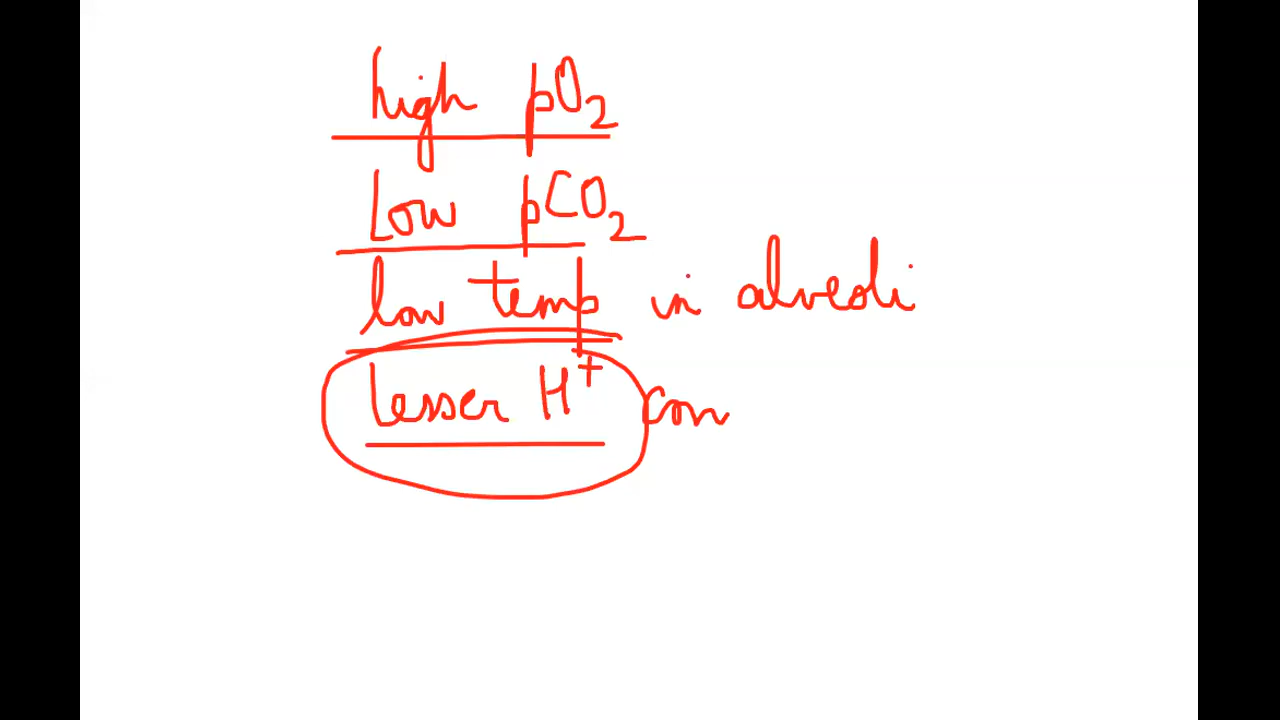 high pO₂
Low pCO₂
low temp in alveoli
lesser H⁺ con